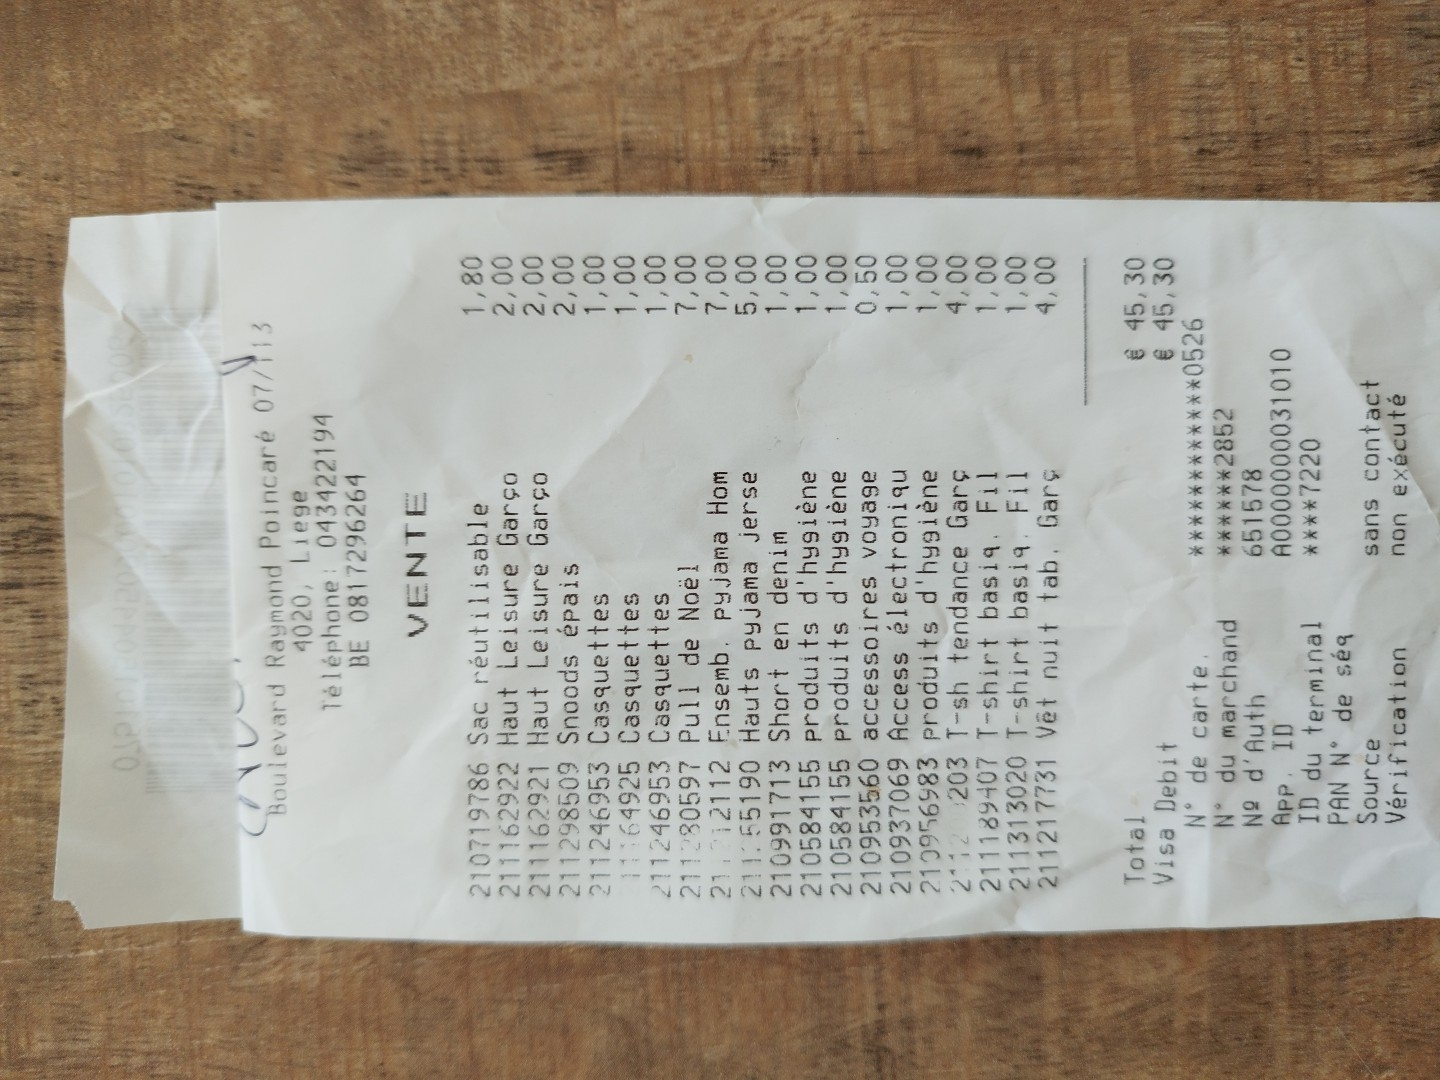 Boulevard Raymond Poincaré 07/113
4020, Liege
Téléphone: 043422194
BE 0817296264
VENTE
210719786 Sac réutilisable 1,80
211162922 Haut Leisure Garço 2,00
211162921 Haut Leisure Garço 2,00
211298509 Snoods épais 2,00
211246953 Casquettes 1,00
Casquettes 1,00
211246953 Casquettes 1,00
Pull de Noël 7,00
Ensemb. pyjama Hom 7,00
Hauts pyjama jerse 5,00
210991713 Short en denim 1,00
210584155 produits d'hygiène 1,00
210584155 produits d'hygiène 1,00
210953560 accessoires voyage 0,50
210937069 Access électroniqu 1,00
210956983 produits d'hygiène 1,00
T-sh tendance Garç 4,00
211189407 T-shirt basiq. Fil 1,00
211313020 T-shirt basiq. Fil 1,00
211217731 Vêt nuit tab. Garç 4,00
Total € 45,30
Visa Debit € 45,30
N° de carte. ************0526
N° du marchand ******2852
Nº d'Auth 651578
App. ID A0000000031010
ID du terminal ****7220
PAN N° de séq
Source sans contact
Vérification non exécuté